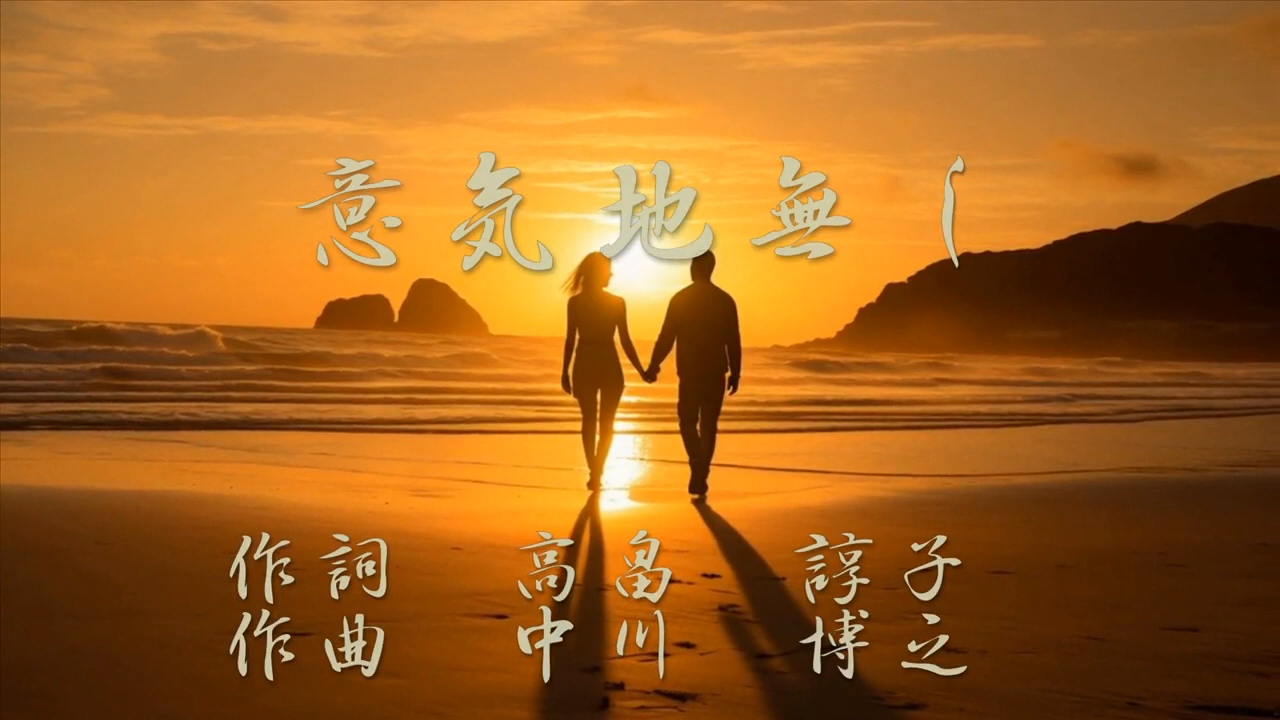 意気地無し
作詞 高畠 諄子
作曲 中川 博之